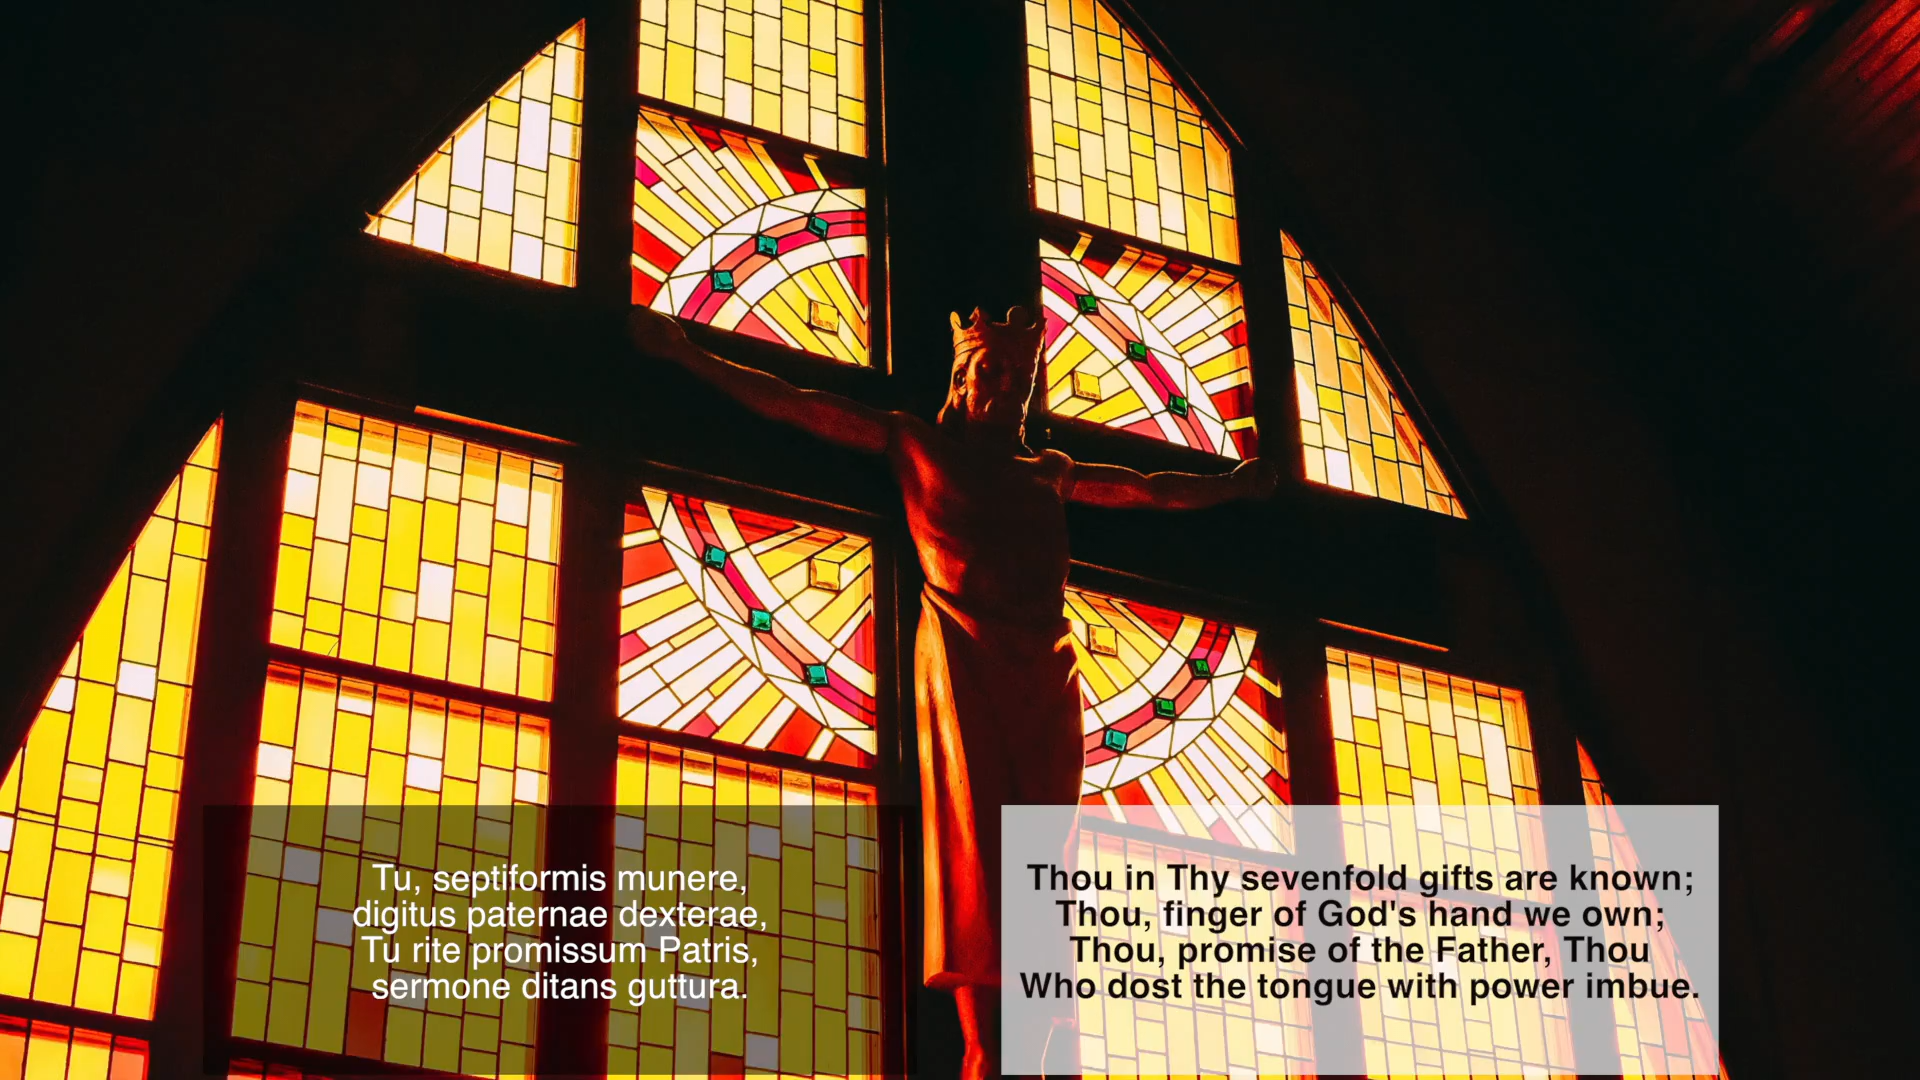 Tu, septiformis munere,
digitus paternae dexterae,
Tu rite promissum Patris,
sermone ditans guttura.
Thou in Thy sevenfold gifts are known;
Thou, finger of God's hand we own;
Thou, promise of the Father, Thou
Who dost the tongue with power imbue.